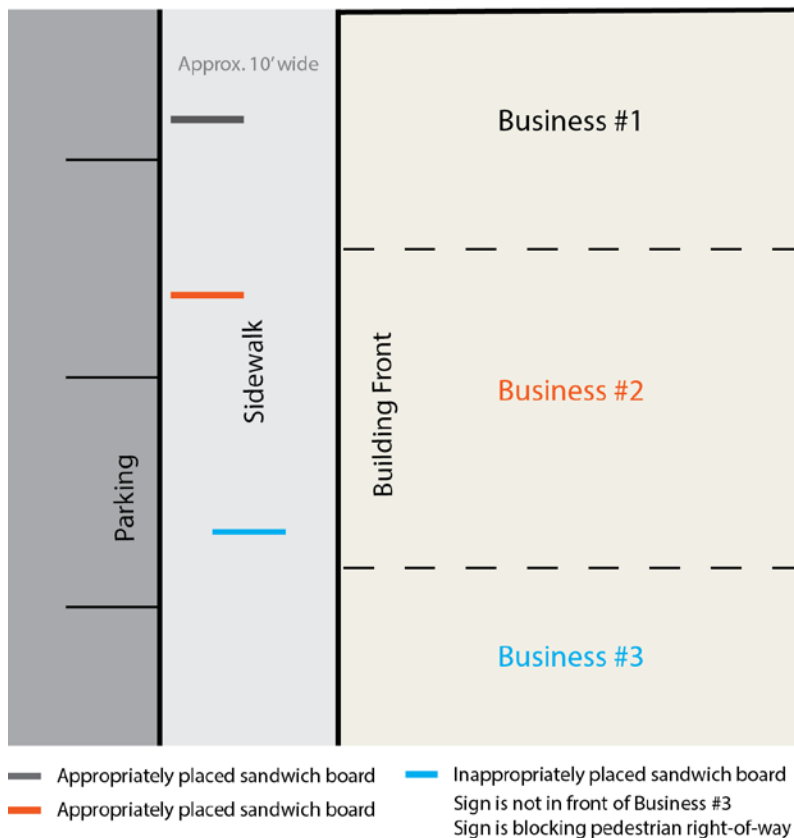 Approx. 10' wide
Business #1
Sidewalk
Building Front
Business #2
Parking
Business #3
Appropriately placed sandwich board
Appropriately placed sandwich board
Inappropriately placed sandwich board
Sign is not in front of Business #3
Sign is blocking pedestrian right-of-way